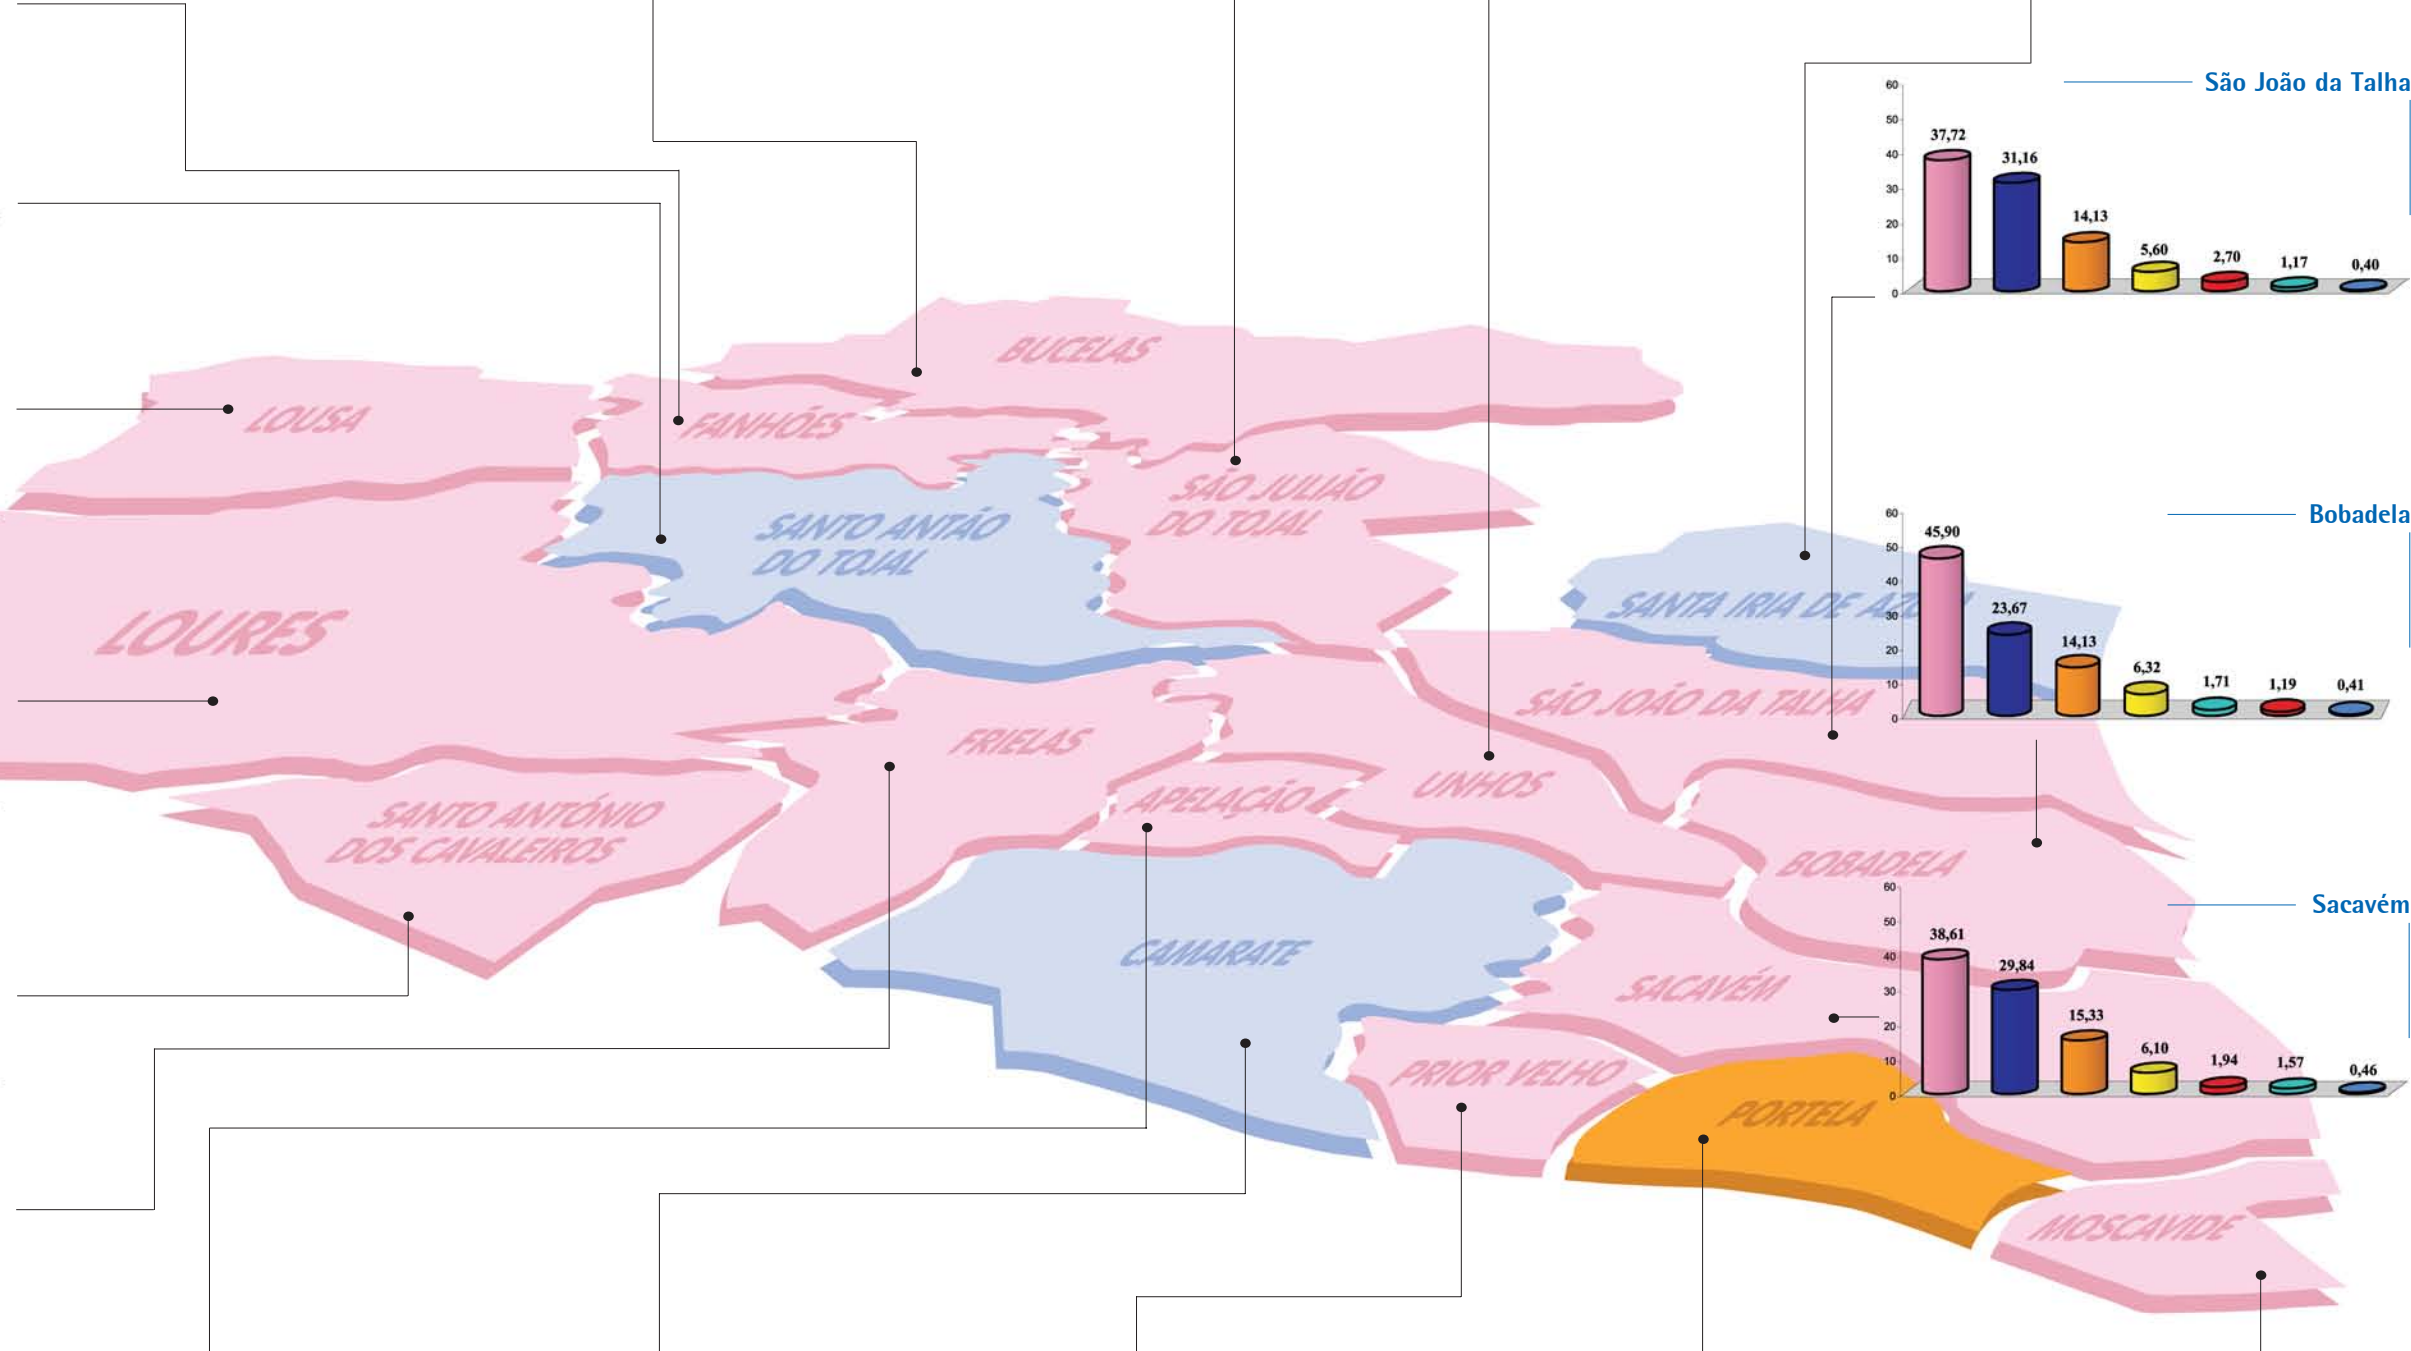 São João da Talha
60
50
40
30
20
10
0
37,72
31,16
14,13
5,60
2,70
1,17
0,40
BUCELAS
LOUSA
FANHÕES
SÃO JULIÃO
DO TOJAL
SANTO ANTÃO
DO TOJAL
LOURES
SANTA IRIA DE
Bobadela
60
50
40
30
20
10
0
45,90
23,67
14,13
6,32
1,71
1,19
0,41
SÃO JOÃO DA TALHA
FRIELAS
UNHOS
APELAÇÃO
SANTO ANTÓNIO
DOS CAVALEIROS
BOBADELA
Sacavém
60
50
40
30
20
10
0
38,61
29,84
15,33
6,10
1,94
1,57
0,46
CAMARATE
SACAVÉM
PRIOR VELHO
PORTELA
MOSCAVIDE